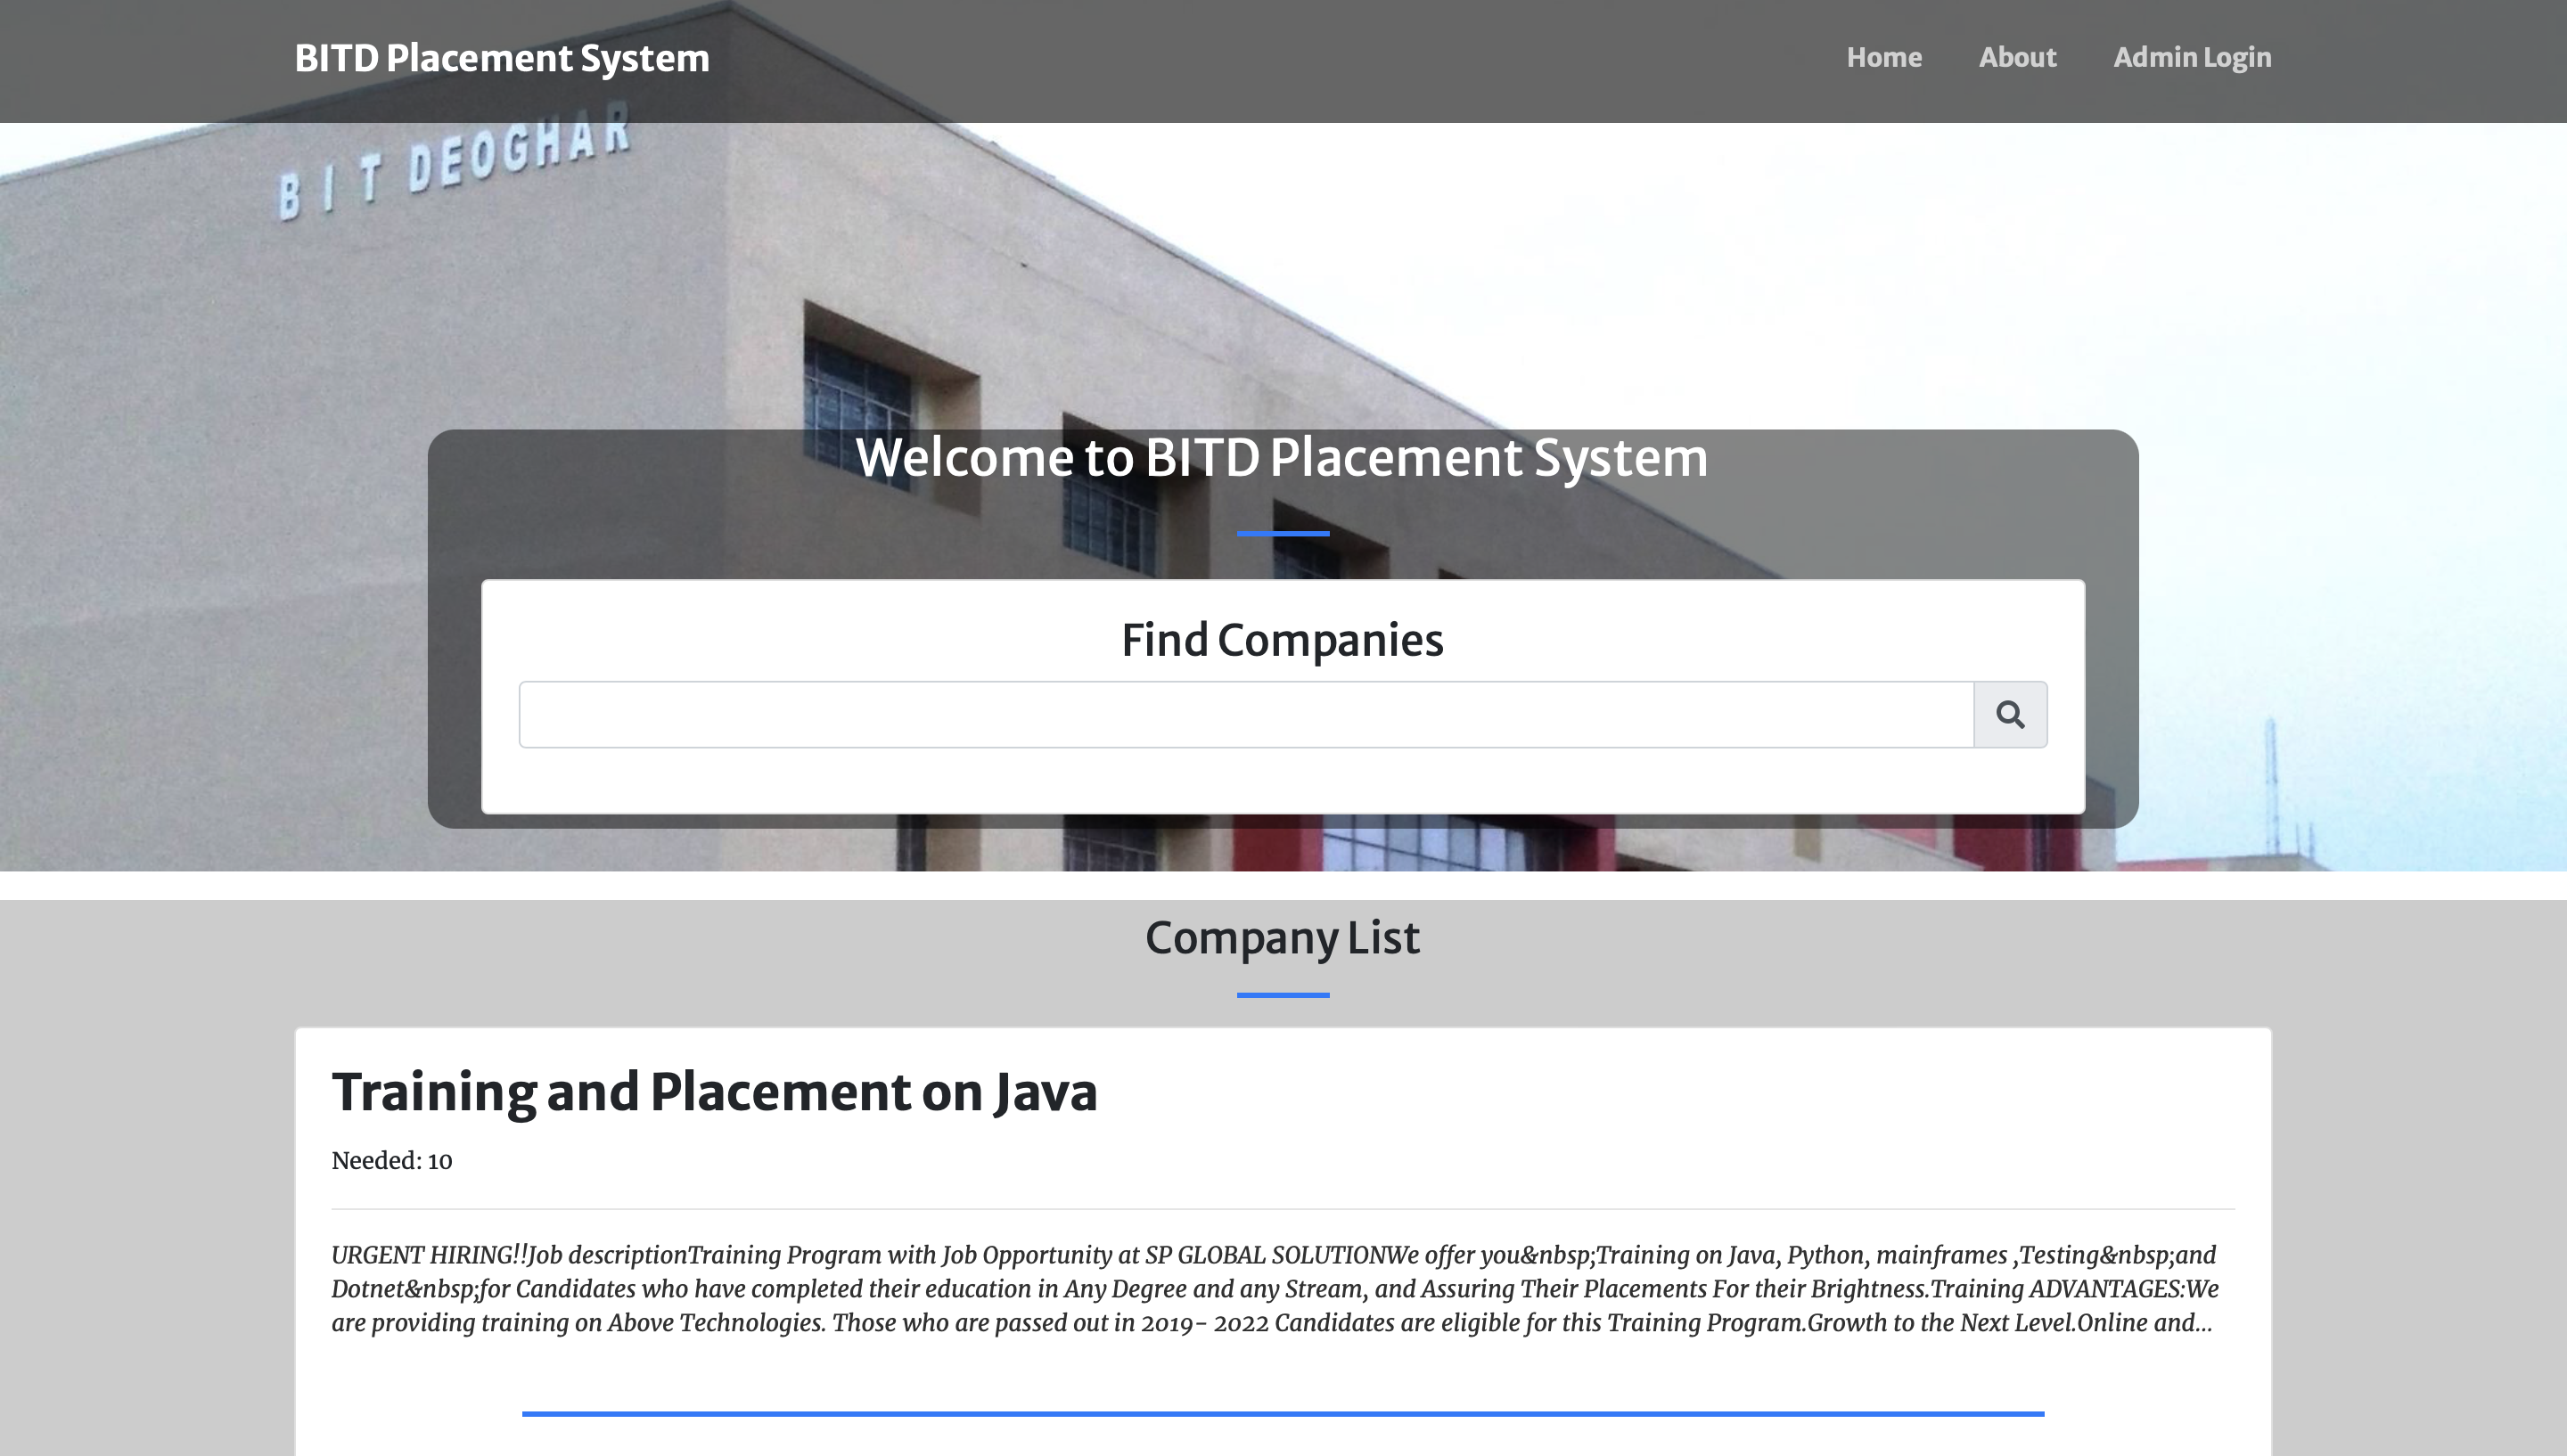 BITD Placement System
Home
About
Admin Login
B I T DEOGHAR
Welcome to BITD Placement System
Find Companies
Company List
Training and Placement on Java
Needed: 10
URGENT HIRING!!Job descriptionTraining Program with Job Opportunity at SP GLOBAL SOLUTIONWe offer you&nbsp;Training on Java, Python, mainframes ,Testing&nbsp;and
Dotnet&nbsp;for Candidates who have completed their education in Any Degree and any Stream, and Assuring Their Placements For their Brightness.Training ADVANTAGES:We
are providing training on Above Technologies. Those who are passed out in 2019- 2022 Candidates are eligible for this Training Program.Growth to the Next Level.Online and...